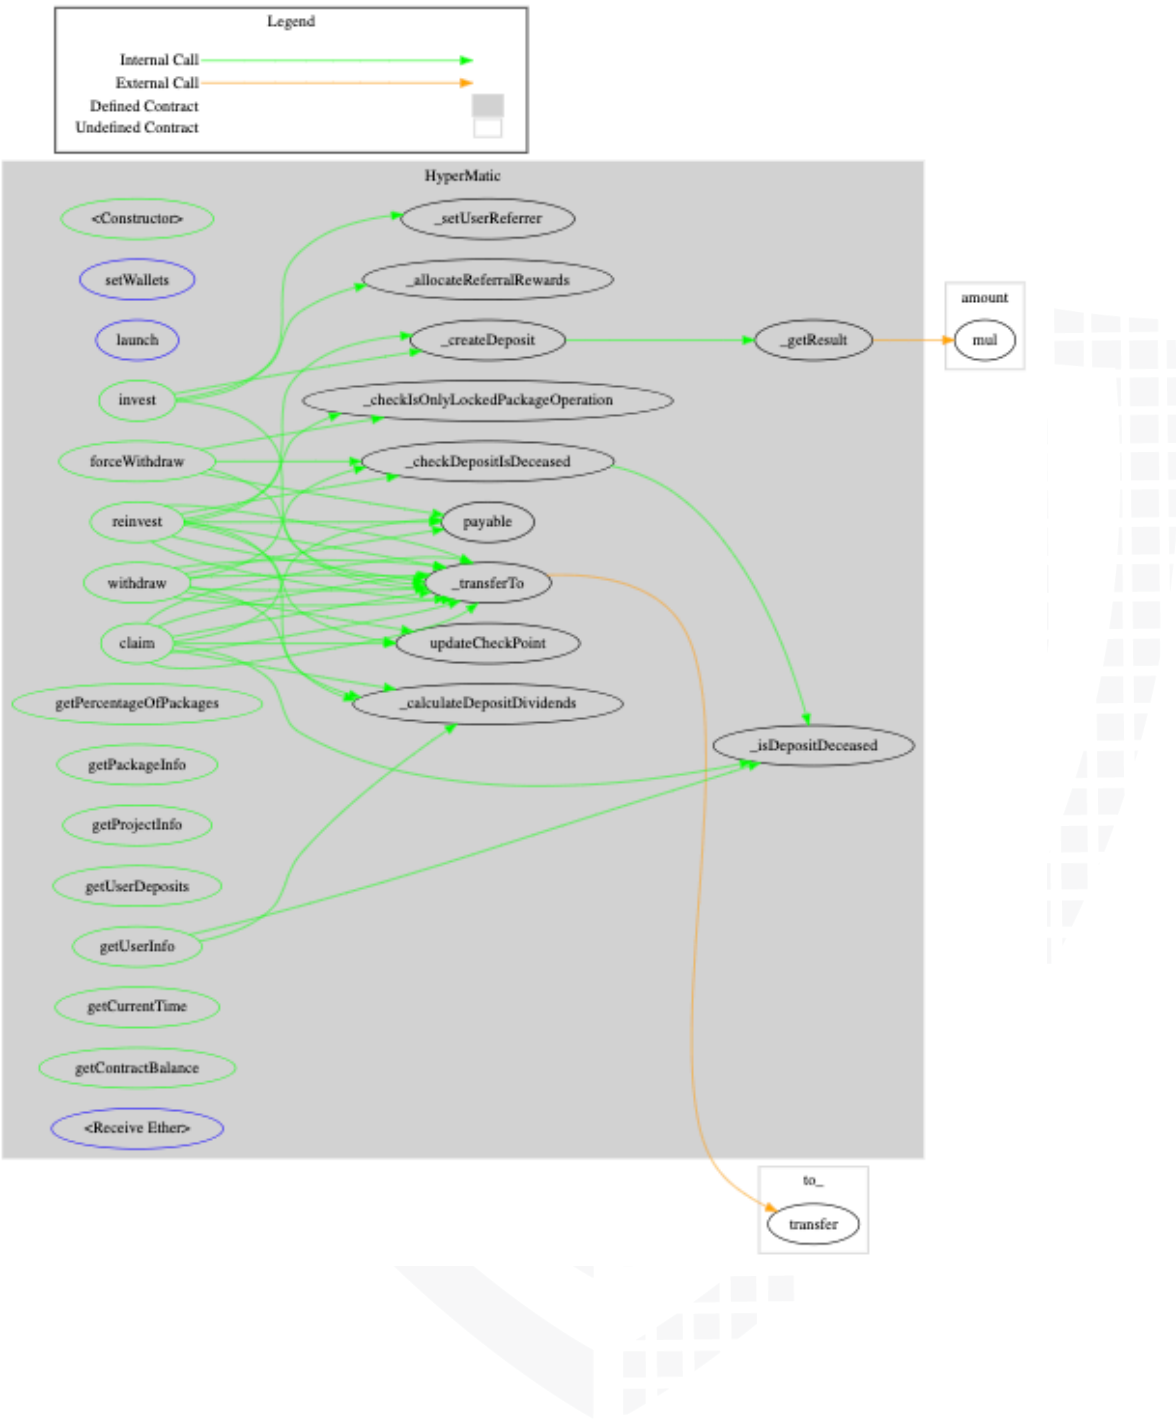 Legend
Internal Call
External Call
Defined Contract
Undefined Contract
HyperMatic
<Constructor>
_setUserReferrer
setWallets
_allocateReferralRewards
amount
launch
_createDeposit
_getResult
mul
invest
_checkIsOnlyLockedPackageOperation
forceWithdraw
_checkDepositIsDeceased
reinvest
payable
withdraw
_transferTo
claim
updateCheckPoint
getPercentageOfPackages
_calculateDepositDividends
_isDepositDeceased
getPackageInfo
getProjectInfo
getUserDeposits
getUserInfo
getCurrentTime
getContractBalance
<Receive Ether>
to_
transfer